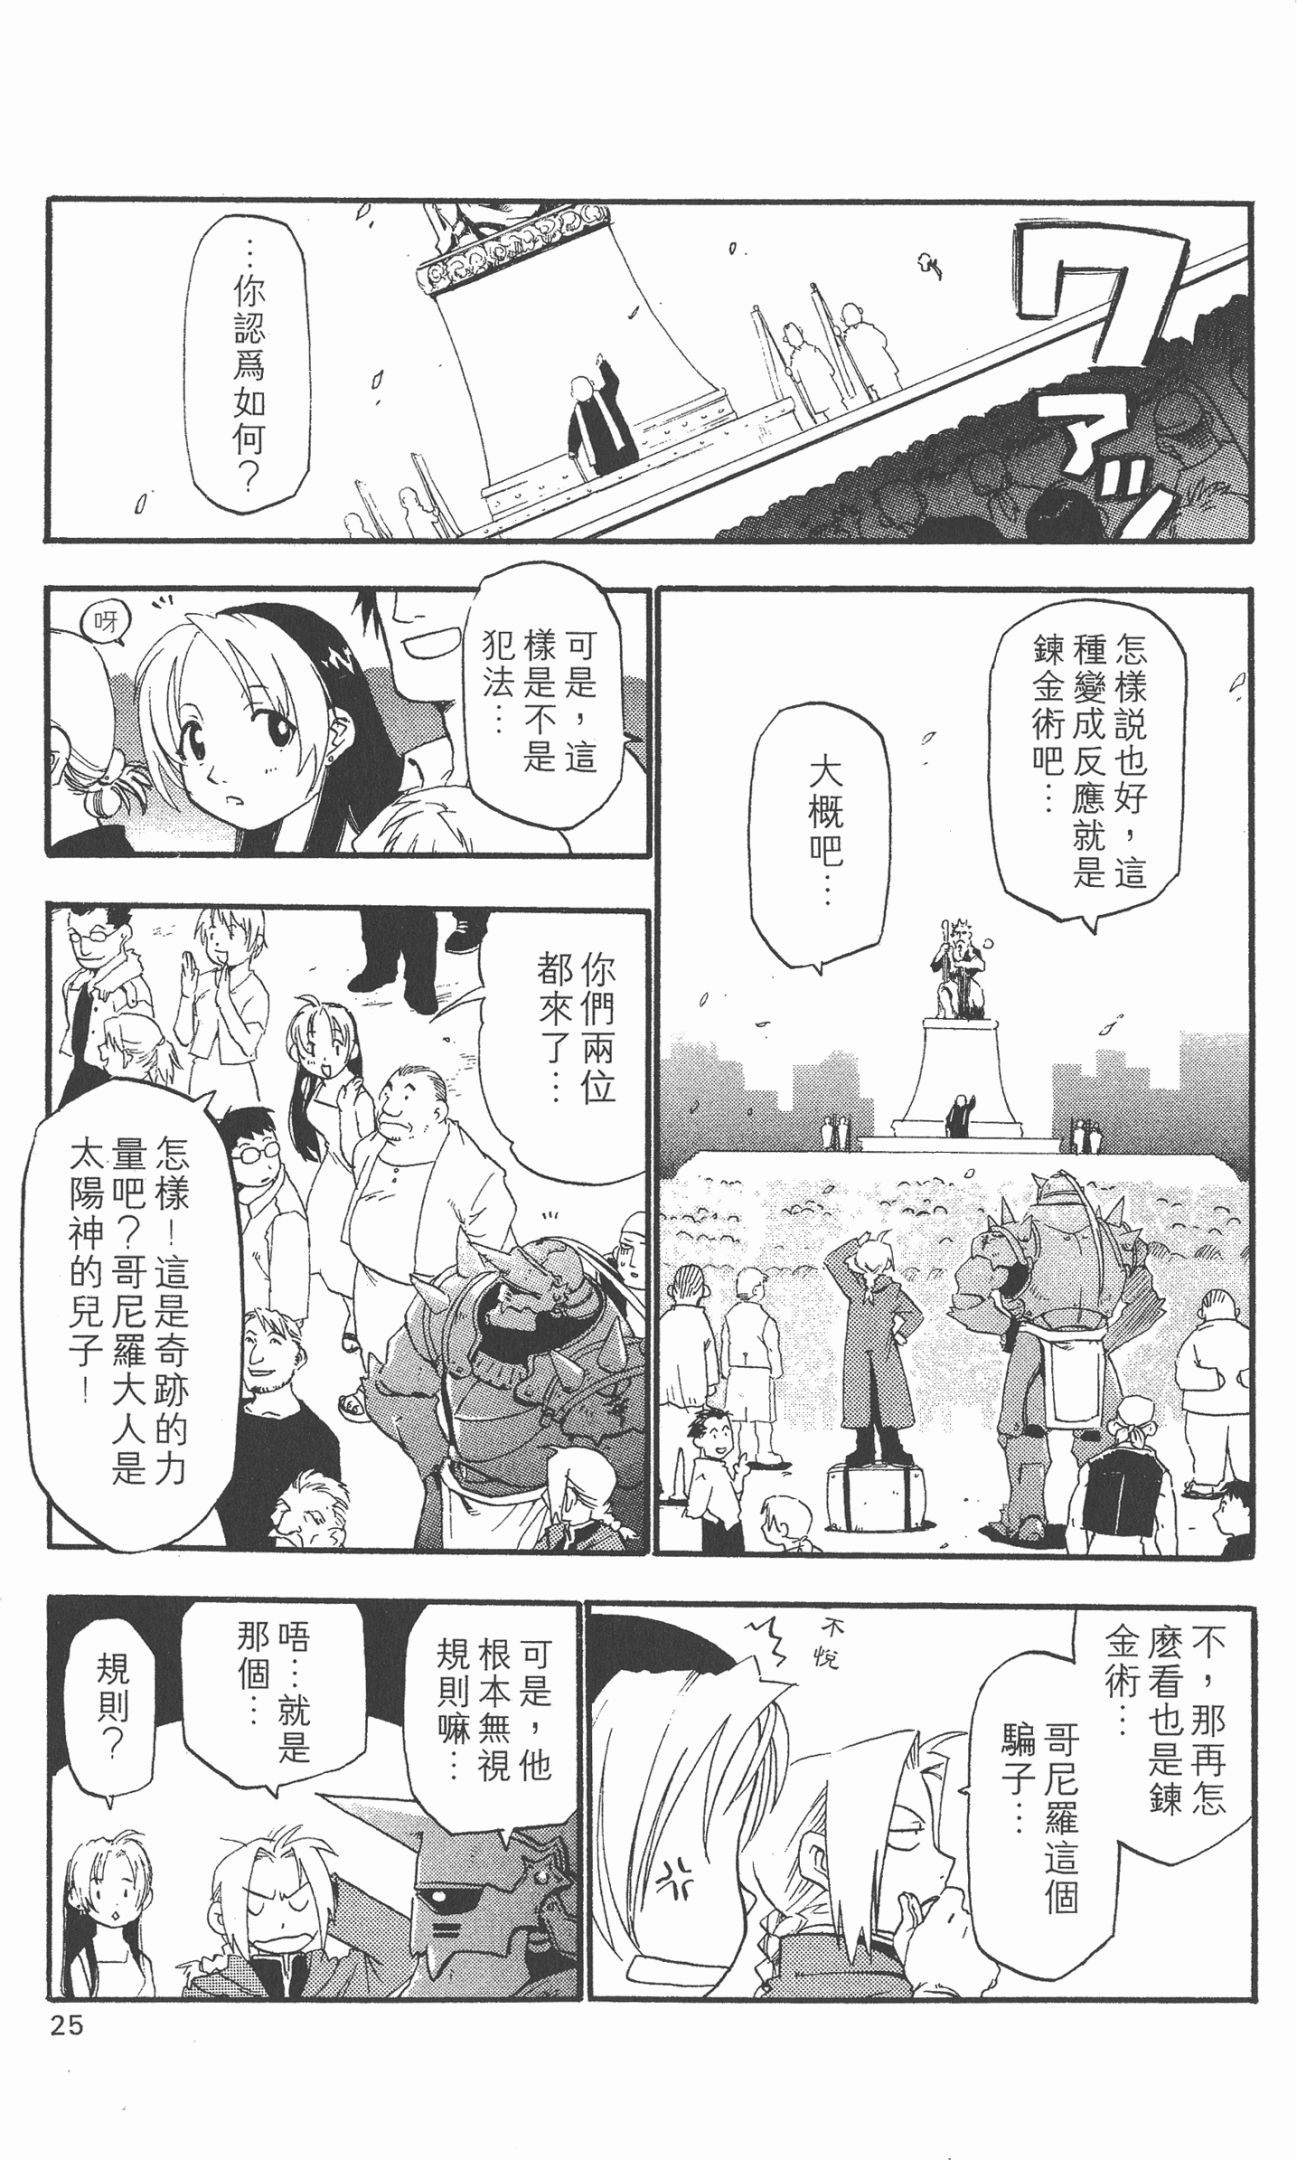 ワァァッ
…你認爲如何？
怎樣説也好，這
種變成反應就是
鍊金術吧…
大概吧…
可是，這
樣是不是
犯法…
呀
你們兩位
都來了…
怎樣！這是奇跡的力
量吧？哥尼羅大人是
太陽神的兒子！
不，那再怎
麼看也是鍊
金術…
哥尼羅這個
騙子…
不悅
可是，他
根本無視
規則嘛…
唔…就是
那個…
規則？
25